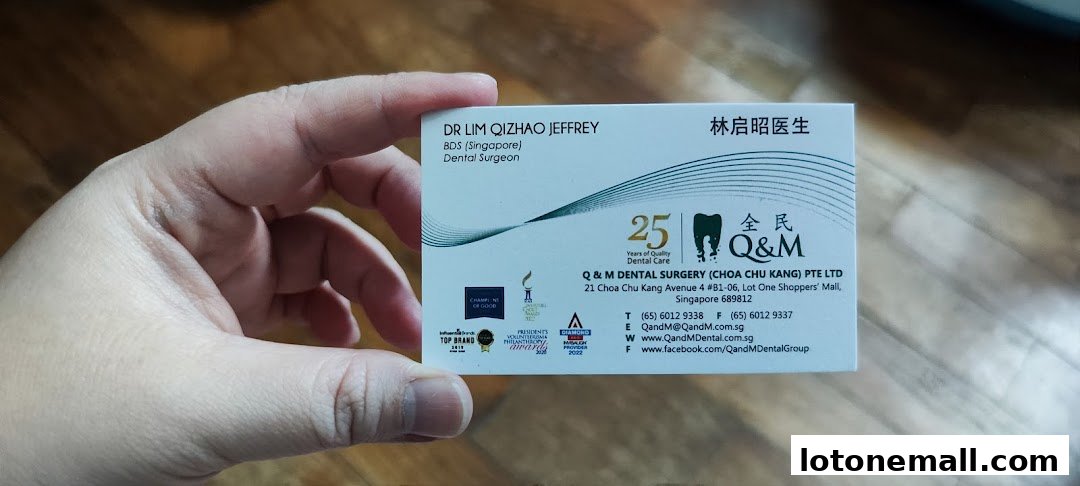 DR LIM QIZHAO JEFFREY
林启昭医生
BDS (Singapore)
Dental Surgeon
25
Years of Quality
Dental Care
全民
Q&M
Q & M DENTAL SURGERY (CHOA CHU KANG) PTE LTD
21 Choa Chu Kang Avenue 4 #B1-06, Lot One Shoppers' Mall,
Singapore 689812
T (65) 6012 9338 F (65) 6012 9337
E QandM@QandM.com.sg
W www.QandMDental.com.sg
F www.facebook.com/QandMDentalGroup
CHAMPIONS
OF GOOD
TOP BRAND
2019
PRESIDENT'S
VOLUNTEERISM &
PHILANTHROPY
awards
2020
DIAMOND
INVISALIGN
PROVIDER
2022
lotonemall.com